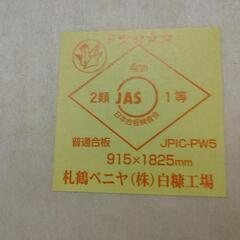 4mm
2類 JAS 1等
日本合板検査会
普通合板 JPIC-PW5
915×1825mm
札鶴ベニヤ(株)白糠工場